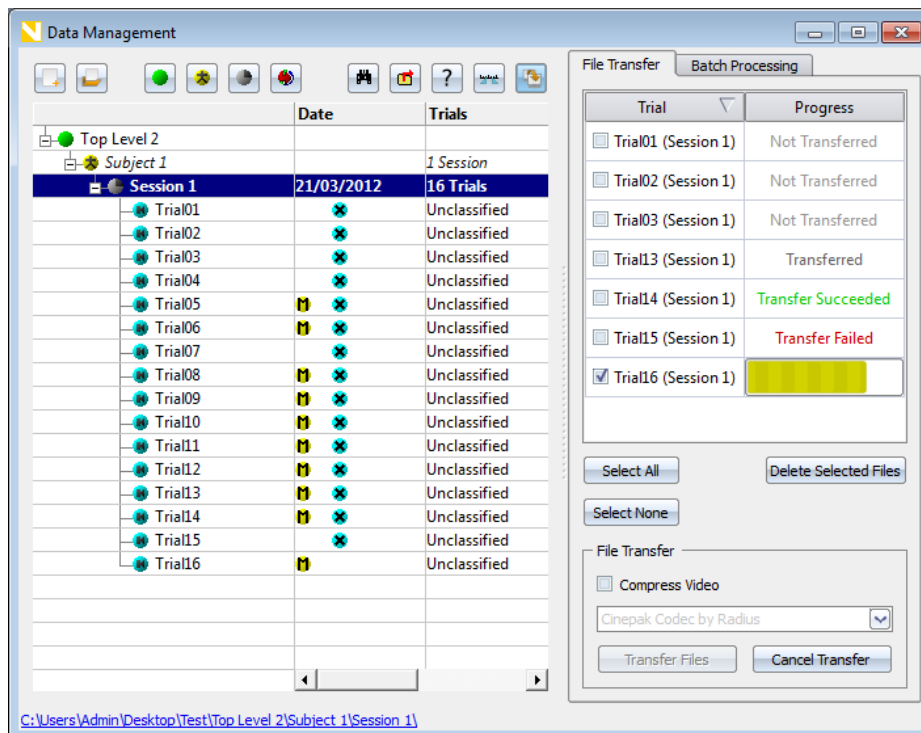 Data Management
File Transfer Batch Processing
?
Date Trials
Trial Progress
Top Level 2
Subject 1 1 Session
Session 1 21/03/2012 16 Trials
Trial01 Unclassified
Trial02 Unclassified
Trial03 Unclassified
Trial04 Unclassified
Trial05 M Unclassified
Trial06 M Unclassified
Trial07 Unclassified
Trial08 M Unclassified
Trial09 M Unclassified
Trial10 M Unclassified
Trial11 M Unclassified
Trial12 M Unclassified
Trial13 M Unclassified
Trial14 M Unclassified
Trial15 Unclassified
Trial16 M Unclassified
Trial01 (Session 1) Not Transferred
Trial02 (Session 1) Not Transferred
Trial03 (Session 1) Not Transferred
Trial13 (Session 1) Transferred
Trial14 (Session 1) Transfer Succeeded
Trial15 (Session 1) Transfer Failed
Trial16 (Session 1)
Select All Delete Selected Files
Select None
File Transfer
Compress Video
Cinepak Codec by Radius
Transfer Files Cancel Transfer
C:\Users\Admin\Desktop\Test\Top Level 2\Subject 1\Session 1\